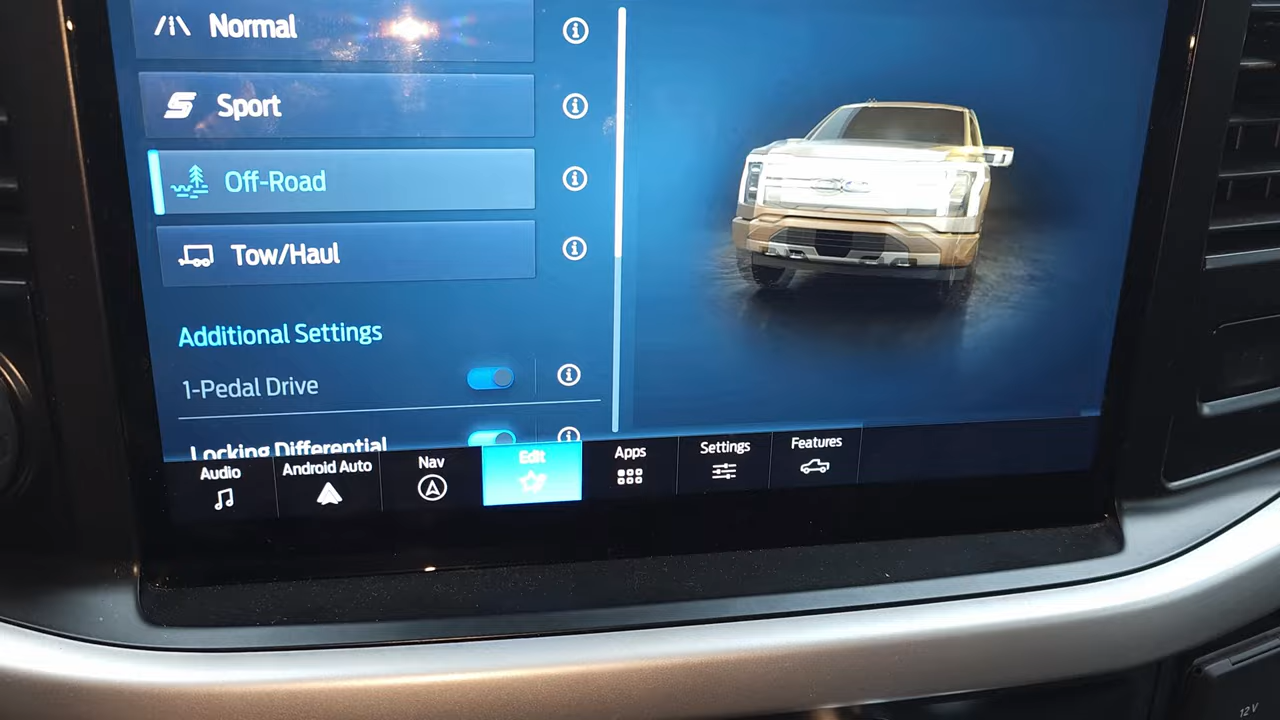 Normal
Sport
Off-Road
Tow/Haul
Additional Settings
1-Pedal Drive
Locking Differential
Audio
Android Auto
Nav
Edit
Apps
Settings
Features
12V